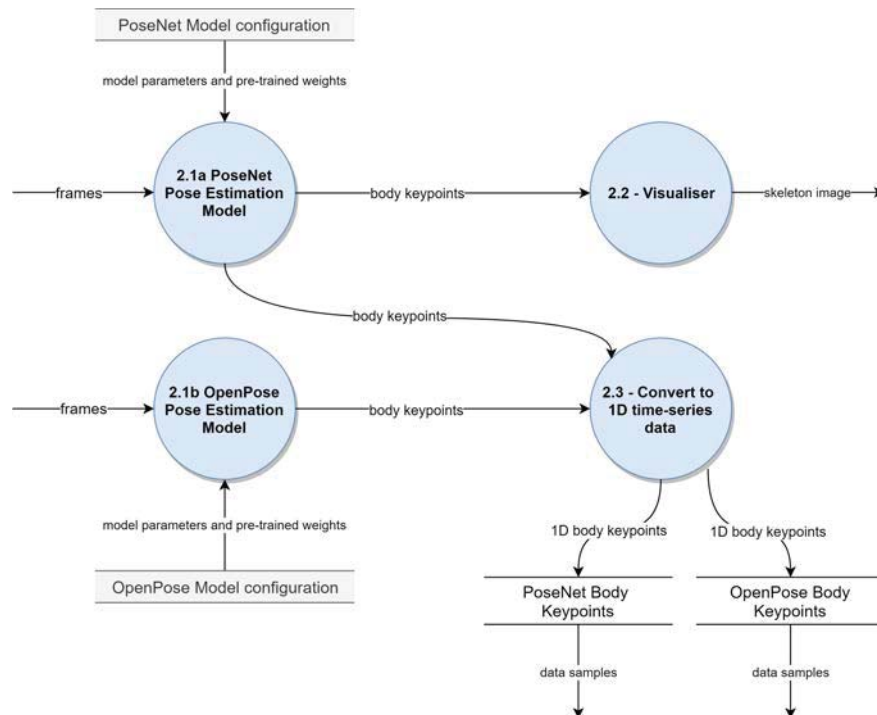 PoseNet Model configuration
model parameters and pre-trained weights
frames
2.1a PoseNet
Pose Estimation
Model
body keypoints
2.2 - Visualiser
skeleton image
body keypoints
frames
2.1b OpenPose
Pose Estimation
Model
body keypoints
2.3 - Convert to
1D time-series
data
model parameters and pre-trained weights
OpenPose Model configuration
1D body keypoints
1D body keypoints
PoseNet Body
Keypoints
OpenPose Body
Keypoints
data samples
data samples